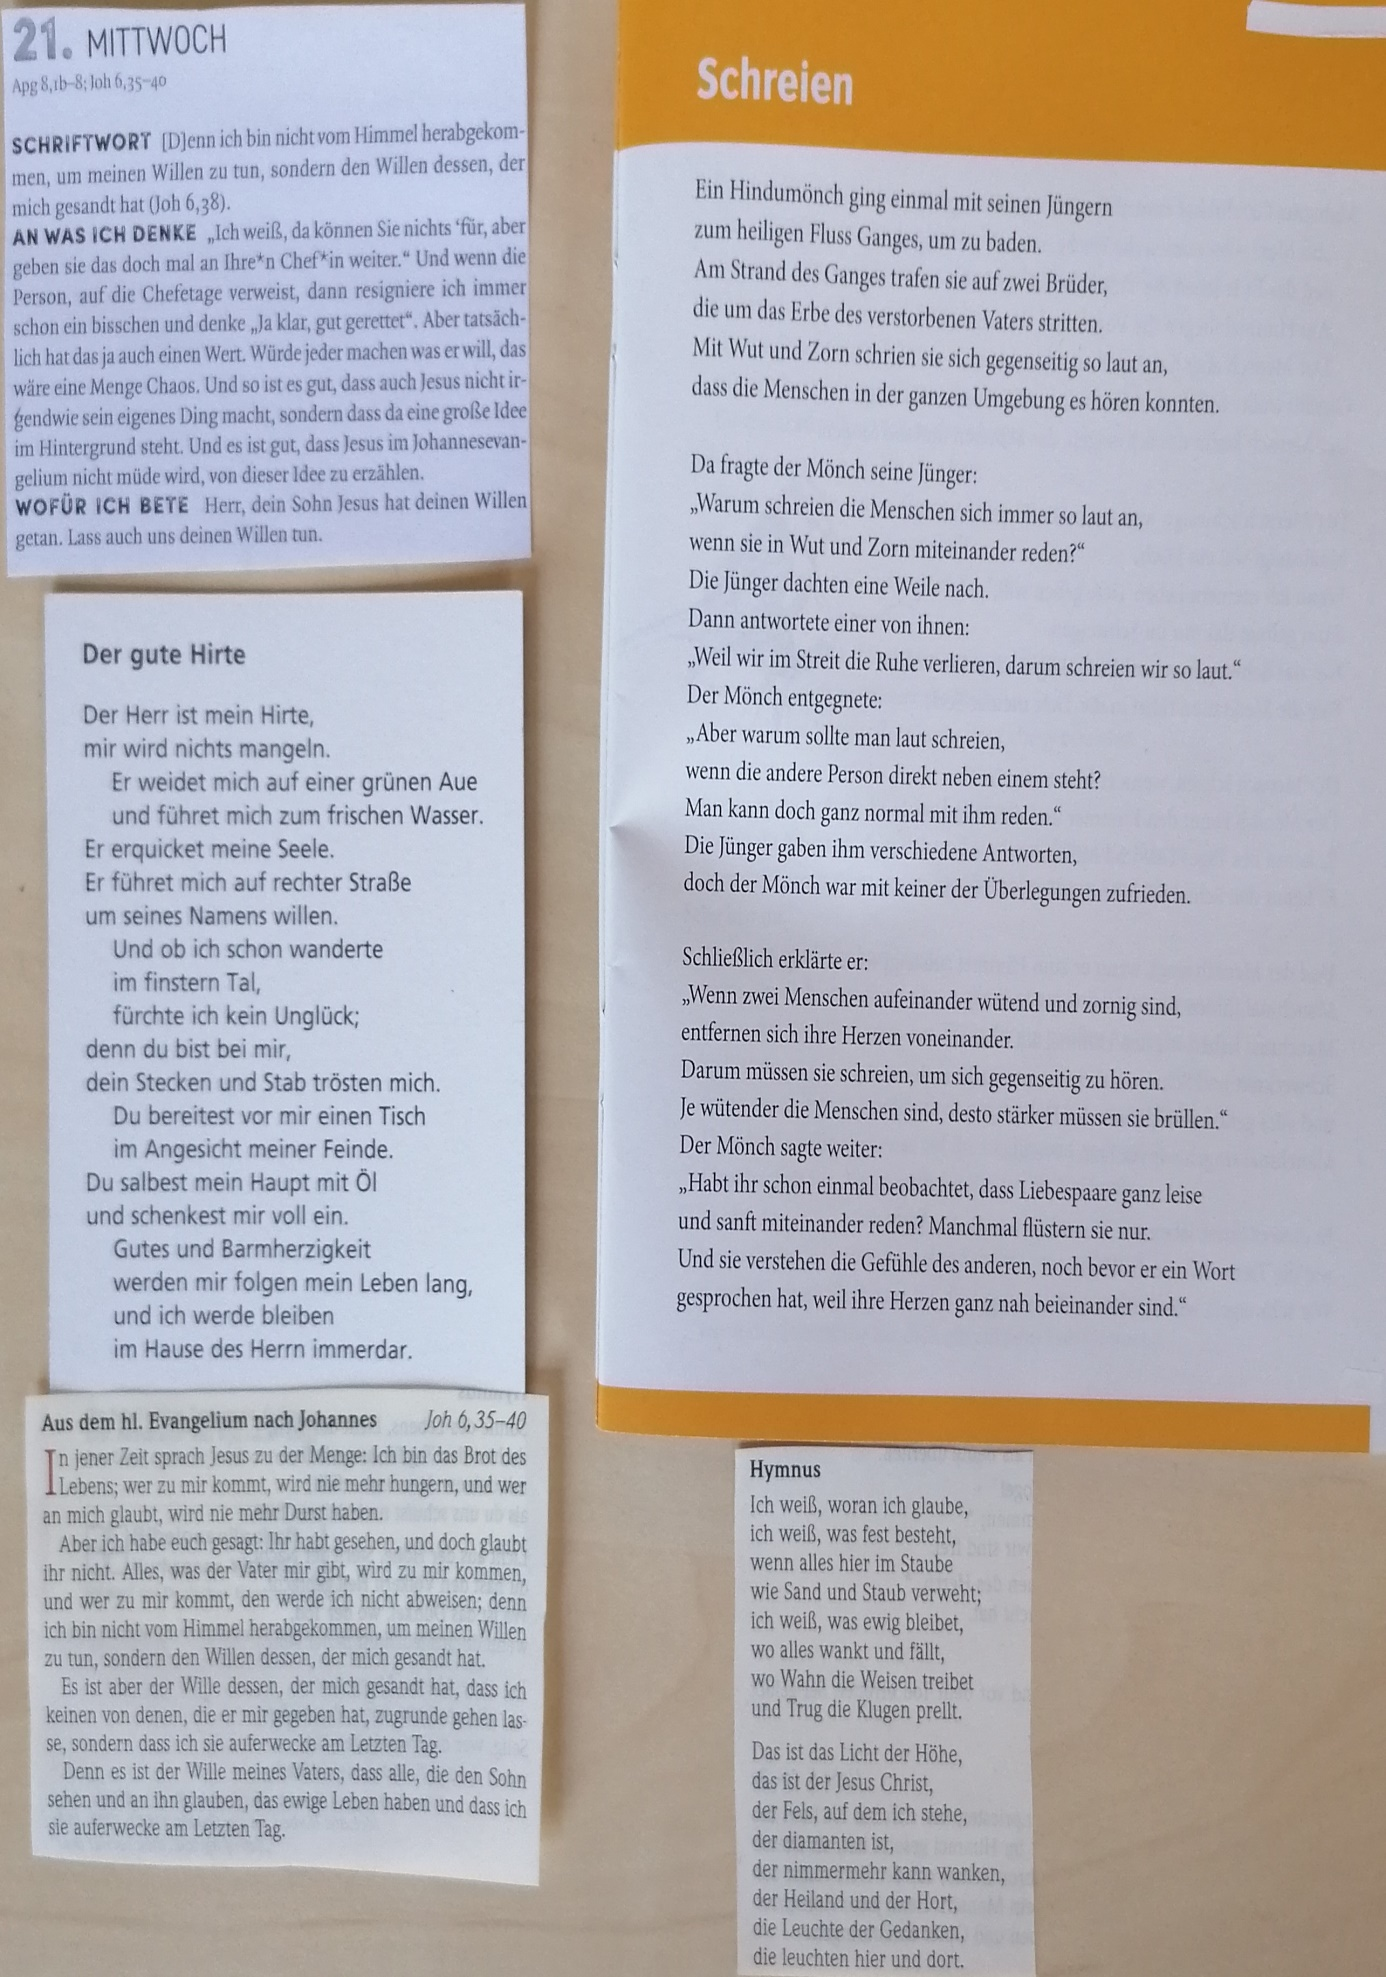 21. MITTWOCH
Apg 8,1b–8; Joh 6,35–40
SCHRIFTWORT [D]enn ich bin nicht vom Himmel herabgekom-
men, um meinen Willen zu tun, sondern den Willen dessen, der
mich gesandt hat (Joh 6,38).
AN WAS ICH DENKE „Ich weiß, da können Sie nichts ‘für, aber
geben sie das doch mal an Ihre*n Chef*in weiter.“ Und wenn die
Person, auf die Chefetage verweist, dann resigniere ich immer
schon ein bisschen und denke „Ja klar, gut gerettet“. Aber tatsäch-
lich hat das ja auch einen Wert. Würde jeder machen was er will, das
wäre eine Menge Chaos. Und so ist es gut, dass auch Jesus nicht ir-
gendwie sein eigenes Ding macht, sondern dass da eine große Idee
im Hintergrund steht. Und es ist gut, dass Jesus im Johannesevan-
gelium nicht müde wird, von dieser Idee zu erzählen.
WOFÜR ICH BETE Herr, dein Sohn Jesus hat deinen Willen
getan. Lass auch uns deinen Willen tun.
Der gute Hirte
Der Herr ist mein Hirte,
mir wird nichts mangeln.
Er weidet mich auf einer grünen Aue
und führet mich zum frischen Wasser.
Er erquicket meine Seele.
Er führet mich auf rechter Straße
um seines Namens willen.
Und ob ich schon wanderte
im finstern Tal,
fürchte ich kein Unglück;
denn du bist bei mir,
dein Stecken und Stab trösten mich.
Du bereitest vor mir einen Tisch
im Angesicht meiner Feinde.
Du salbest mein Haupt mit Öl
und schenkest mir voll ein.
Gutes und Barmherzigkeit
werden mir folgen mein Leben lang,
und ich werde bleiben
im Hause des Herrn immerdar.
Aus dem hl. Evangelium nach Johannes Joh 6, 35–40
In jener Zeit sprach Jesus zu der Menge: Ich bin das Brot des
Lebens; wer zu mir kommt, wird nie mehr hungern, und wer
an mich glaubt, wird nie mehr Durst haben.
Aber ich habe euch gesagt: Ihr habt gesehen, und doch glaubt
ihr nicht. Alles, was der Vater mir gibt, wird zu mir kommen,
und wer zu mir kommt, den werde ich nicht abweisen; denn
ich bin nicht vom Himmel herabgekommen, um meinen Willen
zu tun, sondern den Willen dessen, der mich gesandt hat.
Es ist aber der Wille dessen, der mich gesandt hat, dass ich
keinen von denen, die er mir gegeben hat, zugrunde gehen las-
se, sondern dass ich sie auferwecke am Letzten Tag.
Denn es ist der Wille meines Vaters, dass alle, die den Sohn
sehen und an ihn glauben, das ewige Leben haben und dass ich
sie auferwecke am Letzten Tag.
Schreien
Ein Hindumönch ging einmal mit seinen Jüngern
zum heiligen Fluss Ganges, um zu baden.
Am Strand des Ganges trafen sie auf zwei Brüder,
die um das Erbe des verstorbenen Vaters stritten.
Mit Wut und Zorn schrien sie sich gegenseitig so laut an,
dass die Menschen in der ganzen Umgebung es hören konnten.
Da fragte der Mönch seine Jünger:
„Warum schreien die Menschen sich immer so laut an,
wenn sie in Wut und Zorn miteinander reden?“
Die Jünger dachten eine Weile nach.
Dann antwortete einer von ihnen:
„Weil wir im Streit die Ruhe verlieren, darum schreien wir so laut.“
Der Mönch entgegnete:
„Aber warum sollte man laut schreien,
wenn die andere Person direkt neben einem steht?
Man kann doch ganz normal mit ihm reden.“
Die Jünger gaben ihm verschiedene Antworten,
doch der Mönch war mit keiner der Überlegungen zufrieden.
Schließlich erklärte er:
„Wenn zwei Menschen aufeinander wütend und zornig sind,
entfernen sich ihre Herzen voneinander.
Darum müssen sie schreien, um sich gegenseitig zu hören.
Je wütender die Menschen sind, desto stärker müssen sie brüllen.“
Der Mönch sagte weiter:
„Habt ihr schon einmal beobachtet, dass Liebespaare ganz leise
und sanft miteinander reden? Manchmal flüstern sie nur.
Und sie verstehen die Gefühle des anderen, noch bevor er ein Wort
gesprochen hat, weil ihre Herzen ganz nah beieinander sind.“
Hymnus
Ich weiß, woran ich glaube,
ich weiß, was fest besteht,
wenn alles hier im Staube
wie Sand und Staub verweht;
ich weiß, was ewig bleibet,
wo alles wankt und fällt,
wo Wahn die Weisen treibet
und Trug die Klugen prellt.
Das ist das Licht der Höhe,
das ist der Jesus Christ,
der Fels, auf dem ich stehe,
der diamanten ist,
der nimmermehr kann wanken,
der Heiland und der Hort,
die Leuchte der Gedanken,
die leuchten hier und dort.